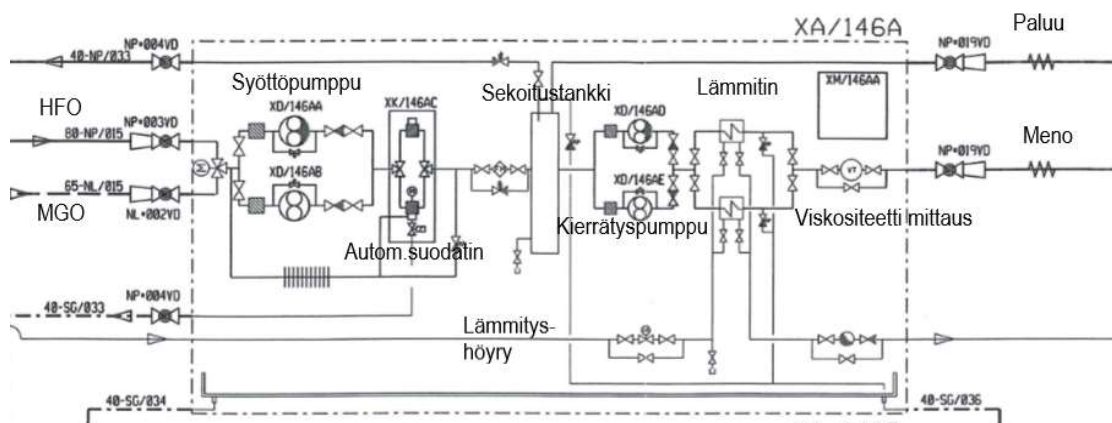 XA/146A
Paluu
NP*004VD
NP*019VD
40-NP/033
Syöttöpumppu
Sekoitustankki
Lämmitin
XM/146AA
HFO
XD/146AA
XK/146AC
XD/146AD
NP*003VD
80-NP/015
Meno
NP*019VD
XD/146AB
XD/146AE
VT
65-NL/015
MGO
NL*002VD
Kierrätyspumppu
Viskositeetti mittaus
Autom.suodatin
NP*004VD
40-SG/033
Lämmitys-
höyry
40-SG/034
40-SG/036